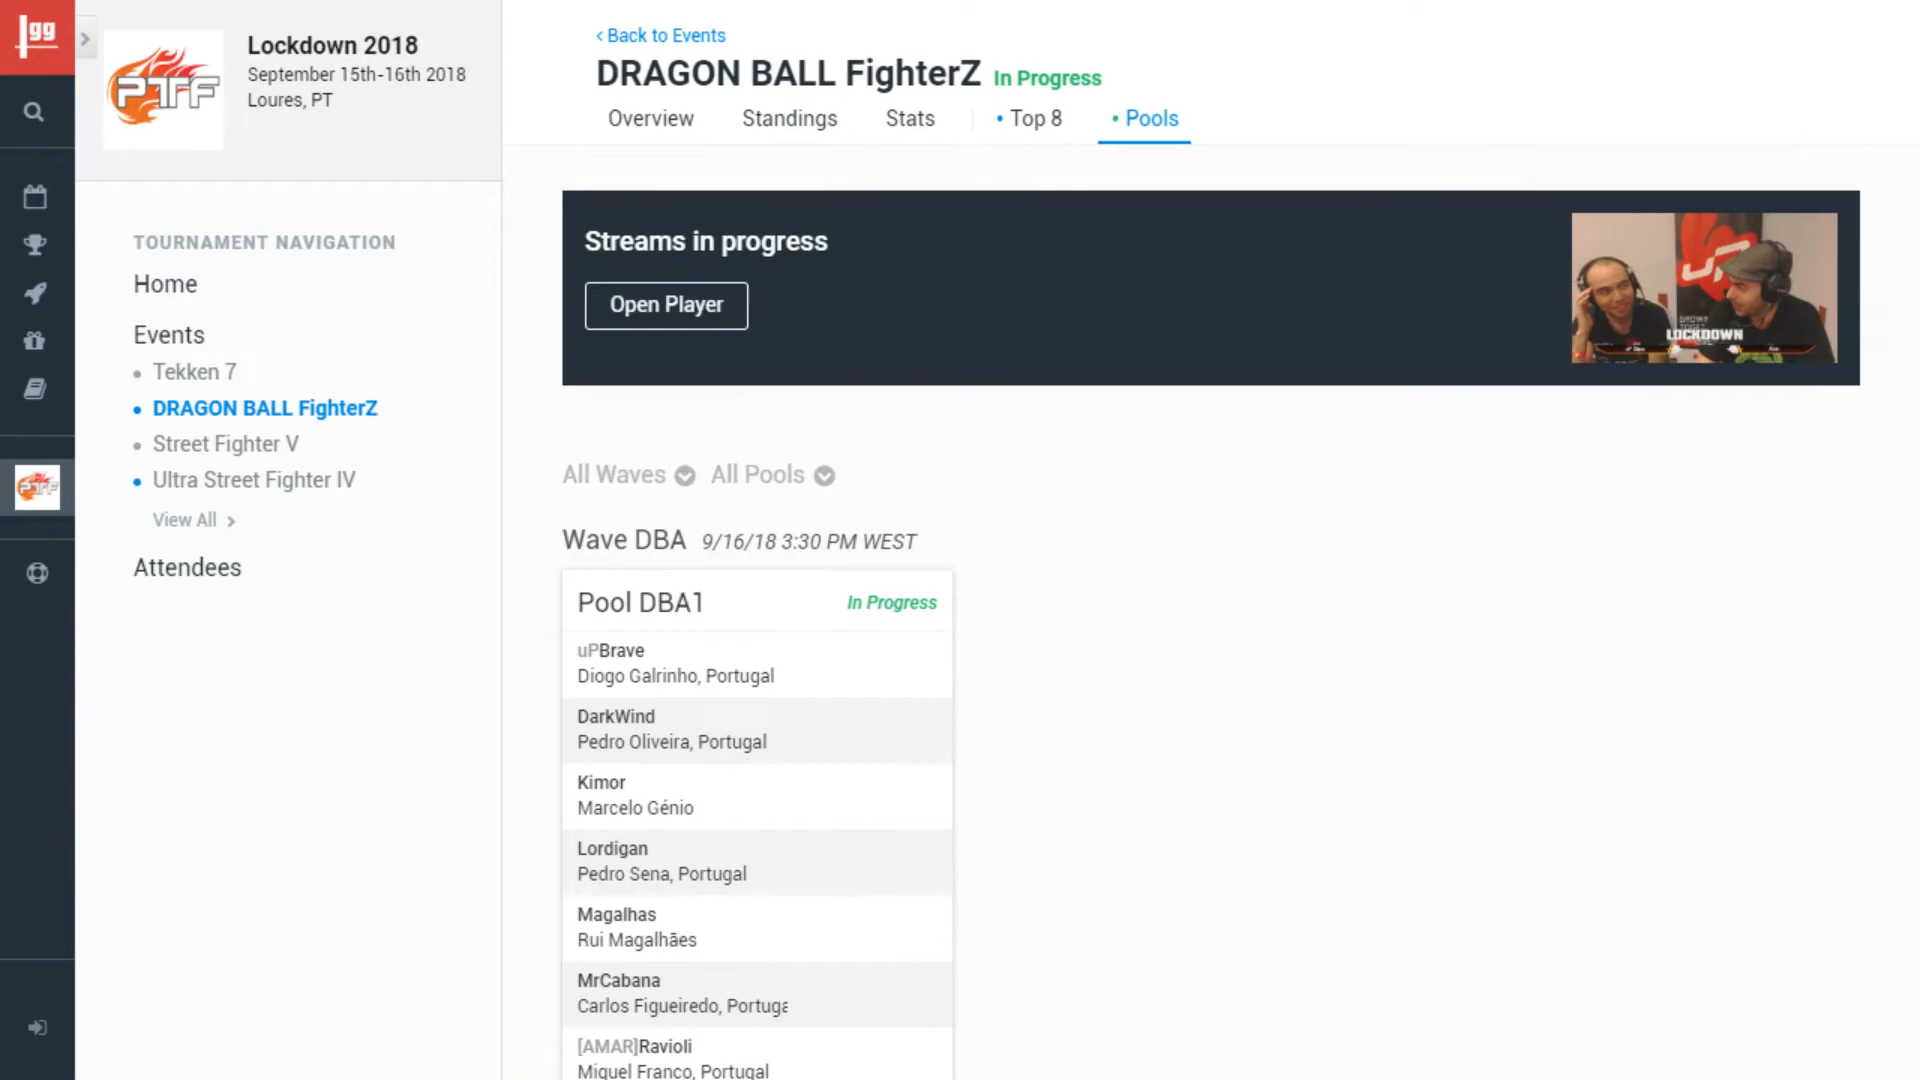 gg
PTFF
Lockdown 2018
September 15th-16th 2018
Loures, PT
TOURNAMENT NAVIGATION
Home
Events
Tekken 7
DRAGON BALL FighterZ
Street Fighter V
Ultra Street Fighter IV
View All
Attendees
‹ Back to Events
DRAGON BALL FighterZ In Progress
Overview Standings Stats • Top 8 • Pools
Streams in progress
Open Player
LOCKDOWN
All Waves All Pools
Wave DBA 9/16/18 3:30 PM WEST
Pool DBA1 In Progress
uPBrave
Diogo Galrinho, Portugal
DarkWind
Pedro Oliveira, Portugal
Kimor
Marcelo Génio
Lordigan
Pedro Sena, Portugal
Magalhas
Rui Magalhães
MrCabana
Carlos Figueiredo, Portuga
[AMAR]Ravioli
Miguel Franco, Portugal